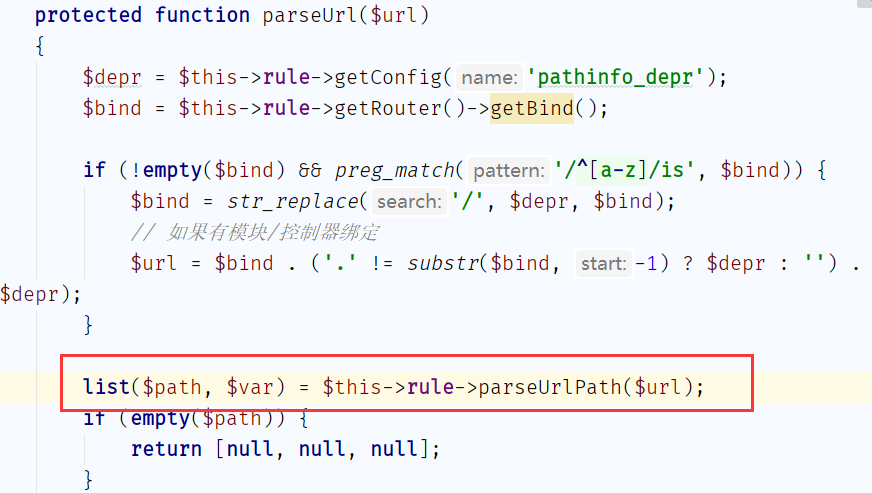 protected function parseUrl($url)
{
$depr = $this->rule->getConfig( name: 'pathinfo_depr');
$bind = $this->rule->getRouter()->getBind();
if (!empty($bind) && preg_match( pattern: '/^[a-z]/is', $bind)) {
$bind = str_replace( search: '/', $depr, $bind);
// 如果有模块/控制器绑定
$url = $bind . ('.' != substr($bind, start: -1) ? $depr : '') .
$depr);
}
list($path, $var) = $this->rule->parseUrlPath($url);
if (empty($path)) {
return [null, null, null];
}